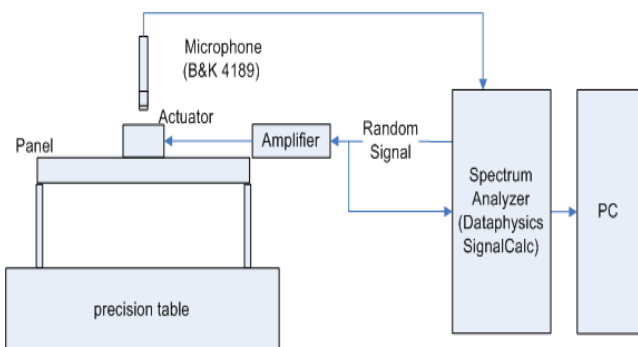 Microphone
(B&K 4189)
Actuator
Panel
Amplifier
Random
Signal
Spectrum
Analyzer
(Dataphysics
SignalCalc)
PC
precision table